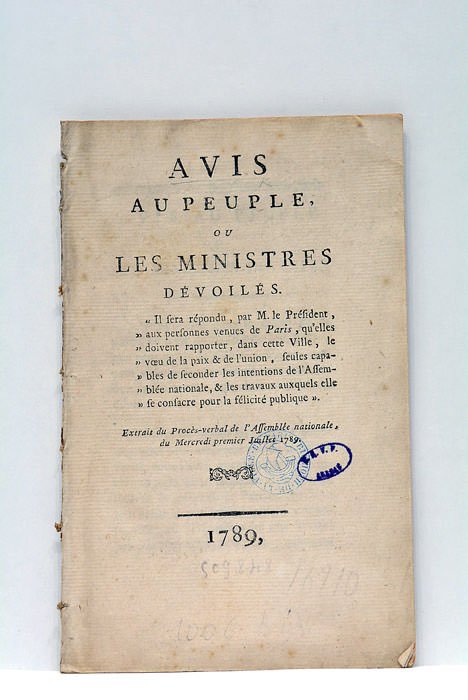 AVIS
AU PEUPLE,
OU
LES MINISTRES
DÉVOILÉS.
“ Il ſera répondu, par M. le Préſident,
„ aux perſonnes venues de Paris, qu'elles
„ doivent rapporter, dans cette Ville, le
„ vœu de la paix & de l'union, ſeules capa-
„ bles de ſeconder les intentions de l'Aſſem-
„ blée nationale, & les travaux auxquels elle
„ ſe conſacre pour la félicité publique ”.
Extrait du Procès-verbal de l'Aſſemblée nationale,
du Mercredi premier Juillet 1789.
1789,